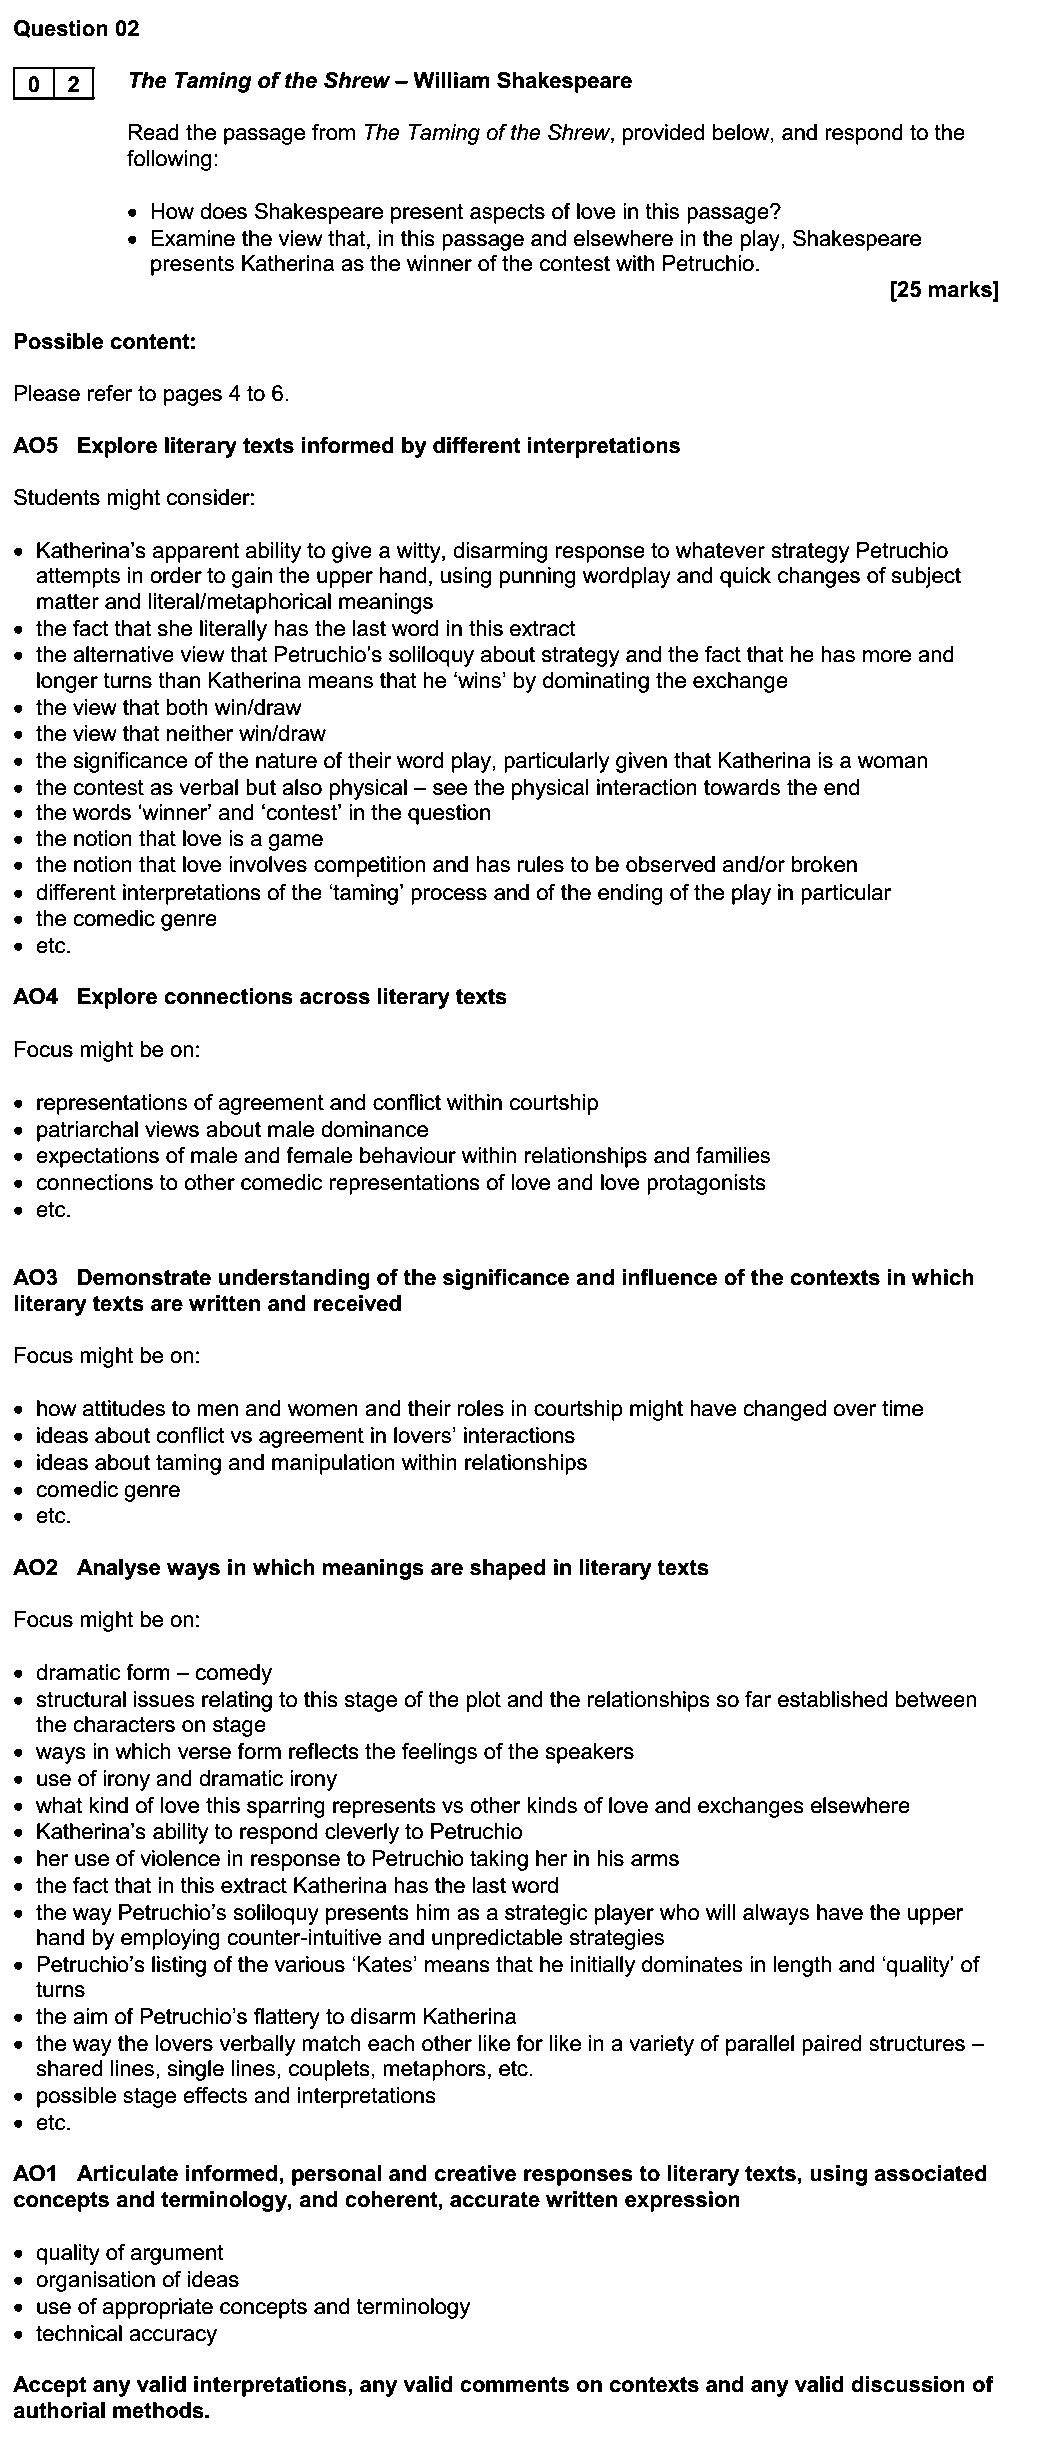 Question 02
0 2 The Taming of the Shrew – William Shakespeare
Read the passage from The Taming of the Shrew, provided below, and respond to the
following:
• How does Shakespeare present aspects of love in this passage?
• Examine the view that, in this passage and elsewhere in the play, Shakespeare
presents Katherina as the winner of the contest with Petruchio.
[25 marks]
Possible content:
Please refer to pages 4 to 6.
AO5 Explore literary texts informed by different interpretations
Students might consider:
• Katherina's apparent ability to give a witty, disarming response to whatever strategy Petruchio
attempts in order to gain the upper hand, using punning wordplay and quick changes of subject
matter and literal/metaphorical meanings
• the fact that she literally has the last word in this extract
• the alternative view that Petruchio's soliloquy about strategy and the fact that he has more and
longer turns than Katherina means that he 'wins' by dominating the exchange
• the view that both win/draw
• the view that neither win/draw
• the significance of the nature of their word play, particularly given that Katherina is a woman
• the contest as verbal but also physical – see the physical interaction towards the end
• the words 'winner' and 'contest' in the question
• the notion that love is a game
• the notion that love involves competition and has rules to be observed and/or broken
• different interpretations of the 'taming' process and of the ending of the play in particular
• the comedic genre
• etc.
AO4 Explore connections across literary texts
Focus might be on:
• representations of agreement and conflict within courtship
• patriarchal views about male dominance
• expectations of male and female behaviour within relationships and families
• connections to other comedic representations of love and love protagonists
• etc.
AO3 Demonstrate understanding of the significance and influence of the contexts in which
literary texts are written and received
Focus might be on:
• how attitudes to men and women and their roles in courtship might have changed over time
• ideas about conflict vs agreement in lovers' interactions
• ideas about taming and manipulation within relationships
• comedic genre
• etc.
AO2 Analyse ways in which meanings are shaped in literary texts
Focus might be on:
• dramatic form – comedy
• structural issues relating to this stage of the plot and the relationships so far established between
the characters on stage
• ways in which verse form reflects the feelings of the speakers
• use of irony and dramatic irony
• what kind of love this sparring represents vs other kinds of love and exchanges elsewhere
• Katherina's ability to respond cleverly to Petruchio
• her use of violence in response to Petruchio taking her in his arms
• the fact that in this extract Katherina has the last word
• the way Petruchio's soliloquy presents him as a strategic player who will always have the upper
hand by employing counter-intuitive and unpredictable strategies
• Petruchio's listing of the various 'Kates' means that he initially dominates in length and 'quality' of
turns
• the aim of Petruchio's flattery to disarm Katherina
• the way the lovers verbally match each other like for like in a variety of parallel paired structures –
shared lines, single lines, couplets, metaphors, etc.
• possible stage effects and interpretations
• etc.
AO1 Articulate informed, personal and creative responses to literary texts, using associated
concepts and terminology, and coherent, accurate written expression
• quality of argument
• organisation of ideas
• use of appropriate concepts and terminology
• technical accuracy
Accept any valid interpretations, any valid comments on contexts and any valid discussion of
authorial methods.